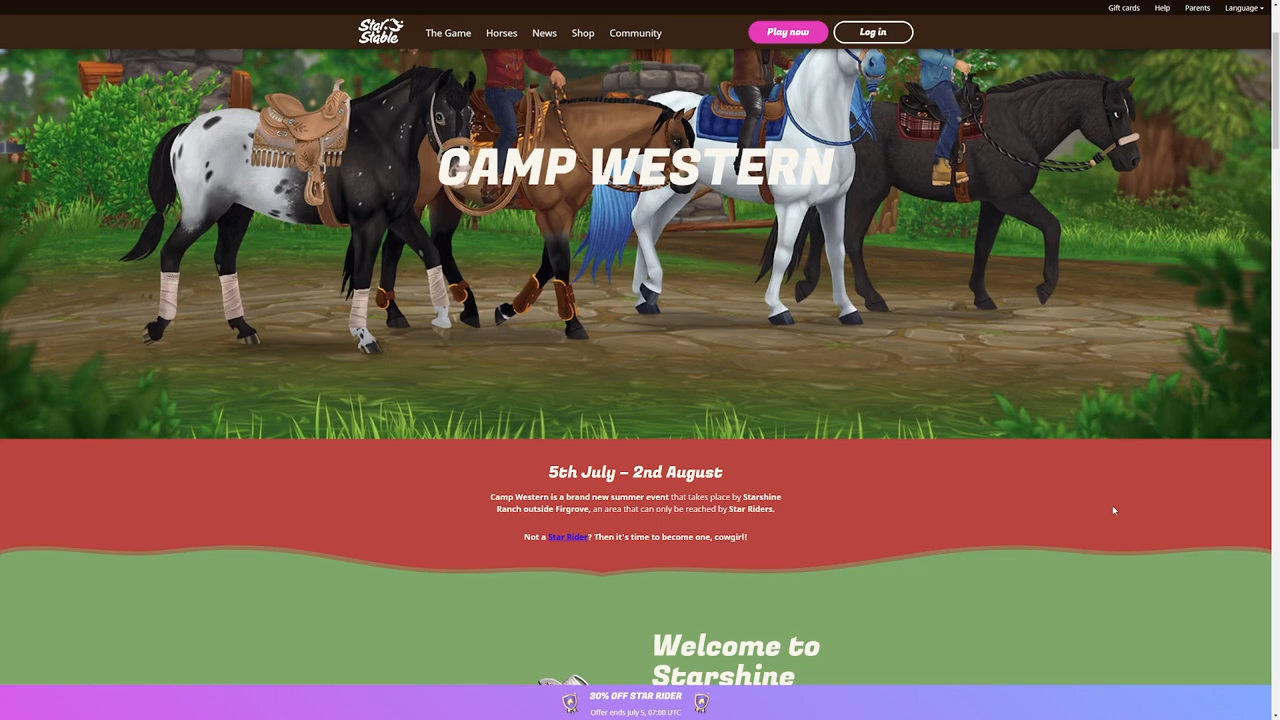 Gift cards Help Parents Language
Star Stable The Game Horses News Shop Community Play now Log in
CAMP WESTERN
5th July – 2nd August
Camp Western is a brand new summer event that takes place by Starshine
Ranch outside Firgrove, an area that can only be reached by Star Riders.
Not a Star Rider? Then it's time to become one, cowgirl!
Welcome to
Starshine
30% OFF STAR RIDER
Offer ends July 5, 07:00 UTC